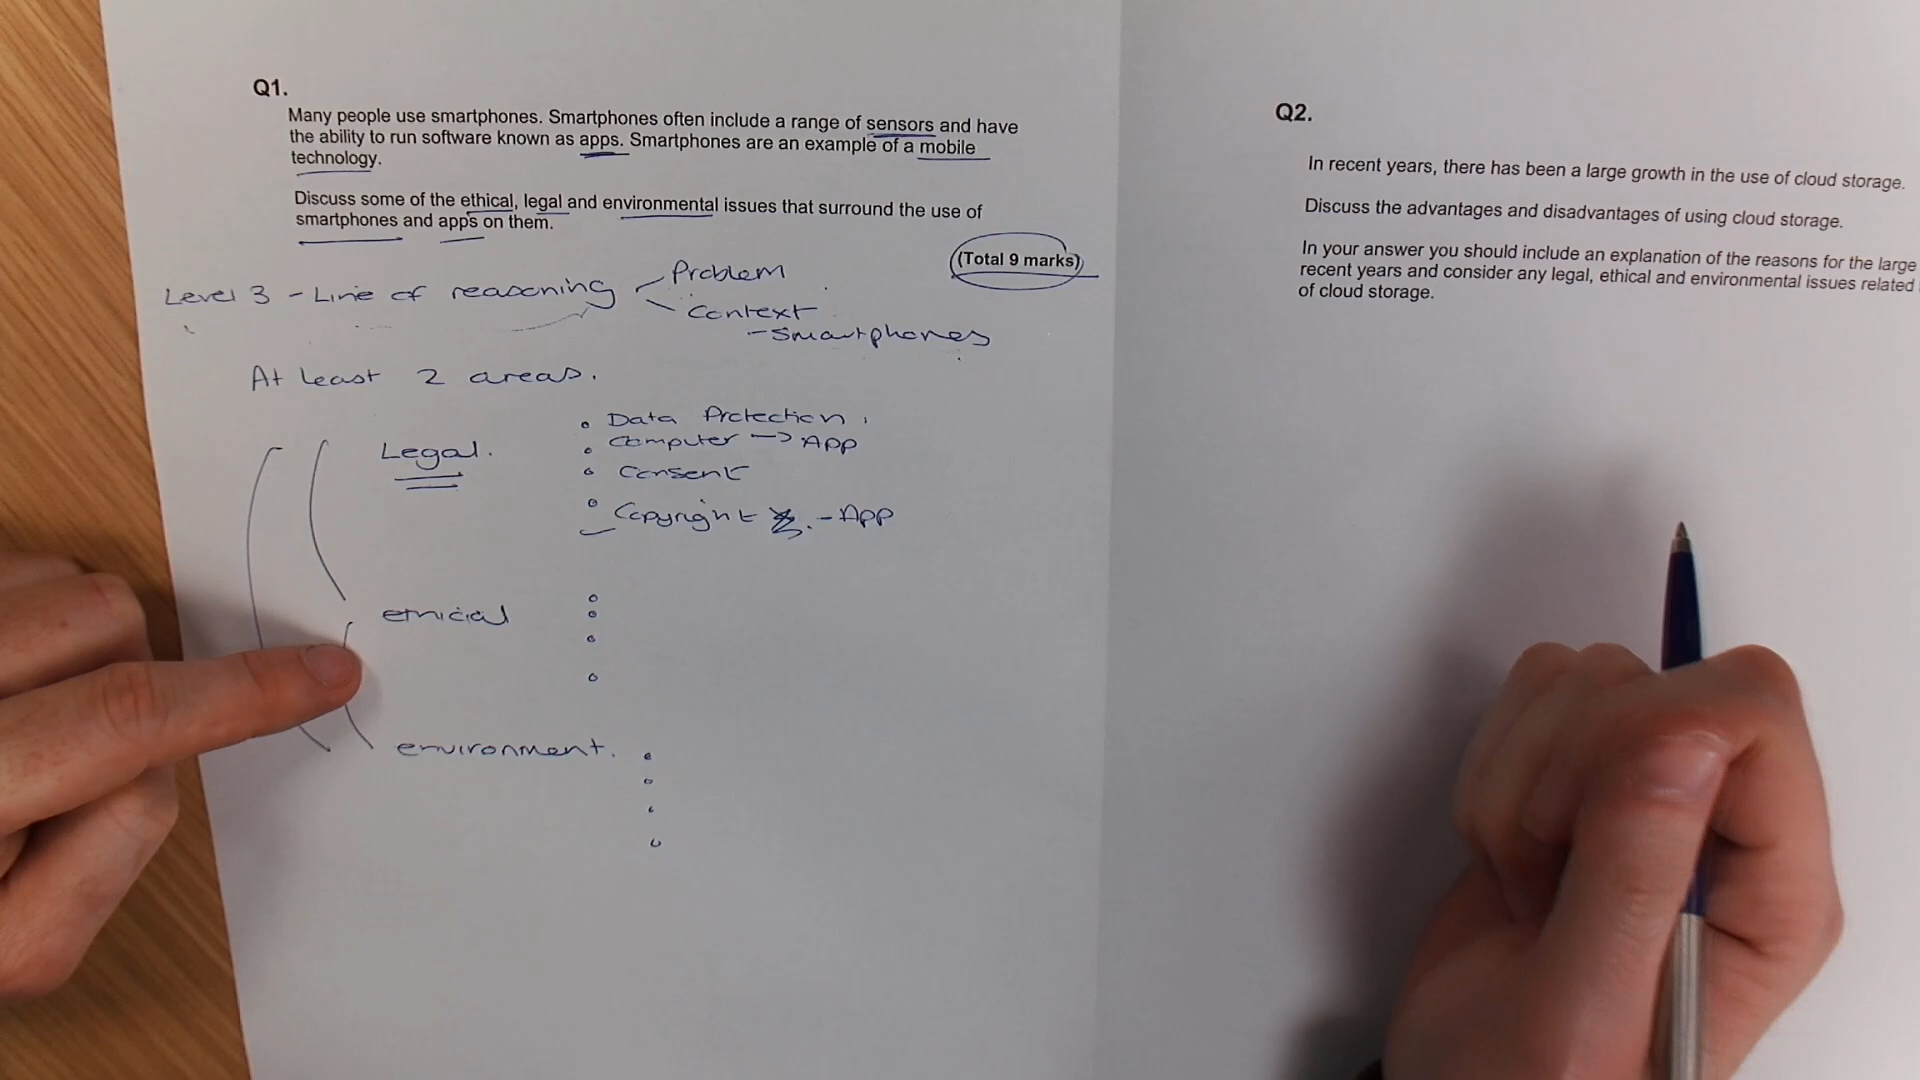 Q1.
Many people use smartphones. Smartphones often include a range of sensors and have
the ability to run software known as apps. Smartphones are an example of a mobile
technology.
Discuss some of the ethical, legal and environmental issues that surround the use of
smartphones and apps on them.
(Total 9 marks)
Level 3 - Line of reasoning
Problem
Context
- Smartphones
At least 2 areas.
Legal.
• Data Protection.
• Computer -> App
• Consent
• Copyright - App
ethicial
environment.
Q2.
In recent years, there has been a large growth in the use of cloud storage.
Discuss the advantages and disadvantages of using cloud storage.
In your answer you should include an explanation of the reasons for the large
recent years and consider any legal, ethical and environmental issues related
of cloud storage.